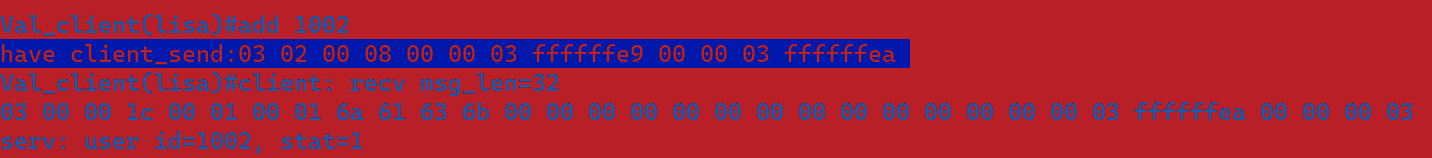 Val_client(lisa)#add 1002
have client_send:03 02 00 08 00 00 03 ffffffe9 00 00 03 ffffffea
Val_client(lisa)#client: recv msg_len=32
03 00 00 1c 00 01 00 01 6a 61 63 6b 00 00 00 00 00 00 00 00 00 00 00 00 00 00 03 ffffffea 00 00 00 03
serv: user id=1002, stat=1